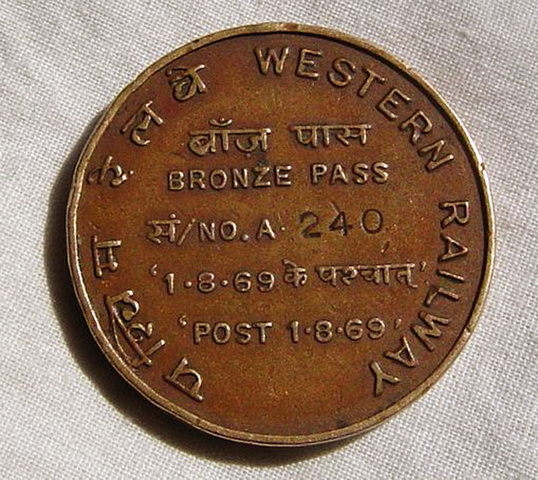 पश्चिम रेलवे
WESTERN RAILWAY
ब्राँज़ पास
BRONZE PASS
सं/NO. A 240
'1·8·69 के पश्चात्'
'POST 1·8·69'